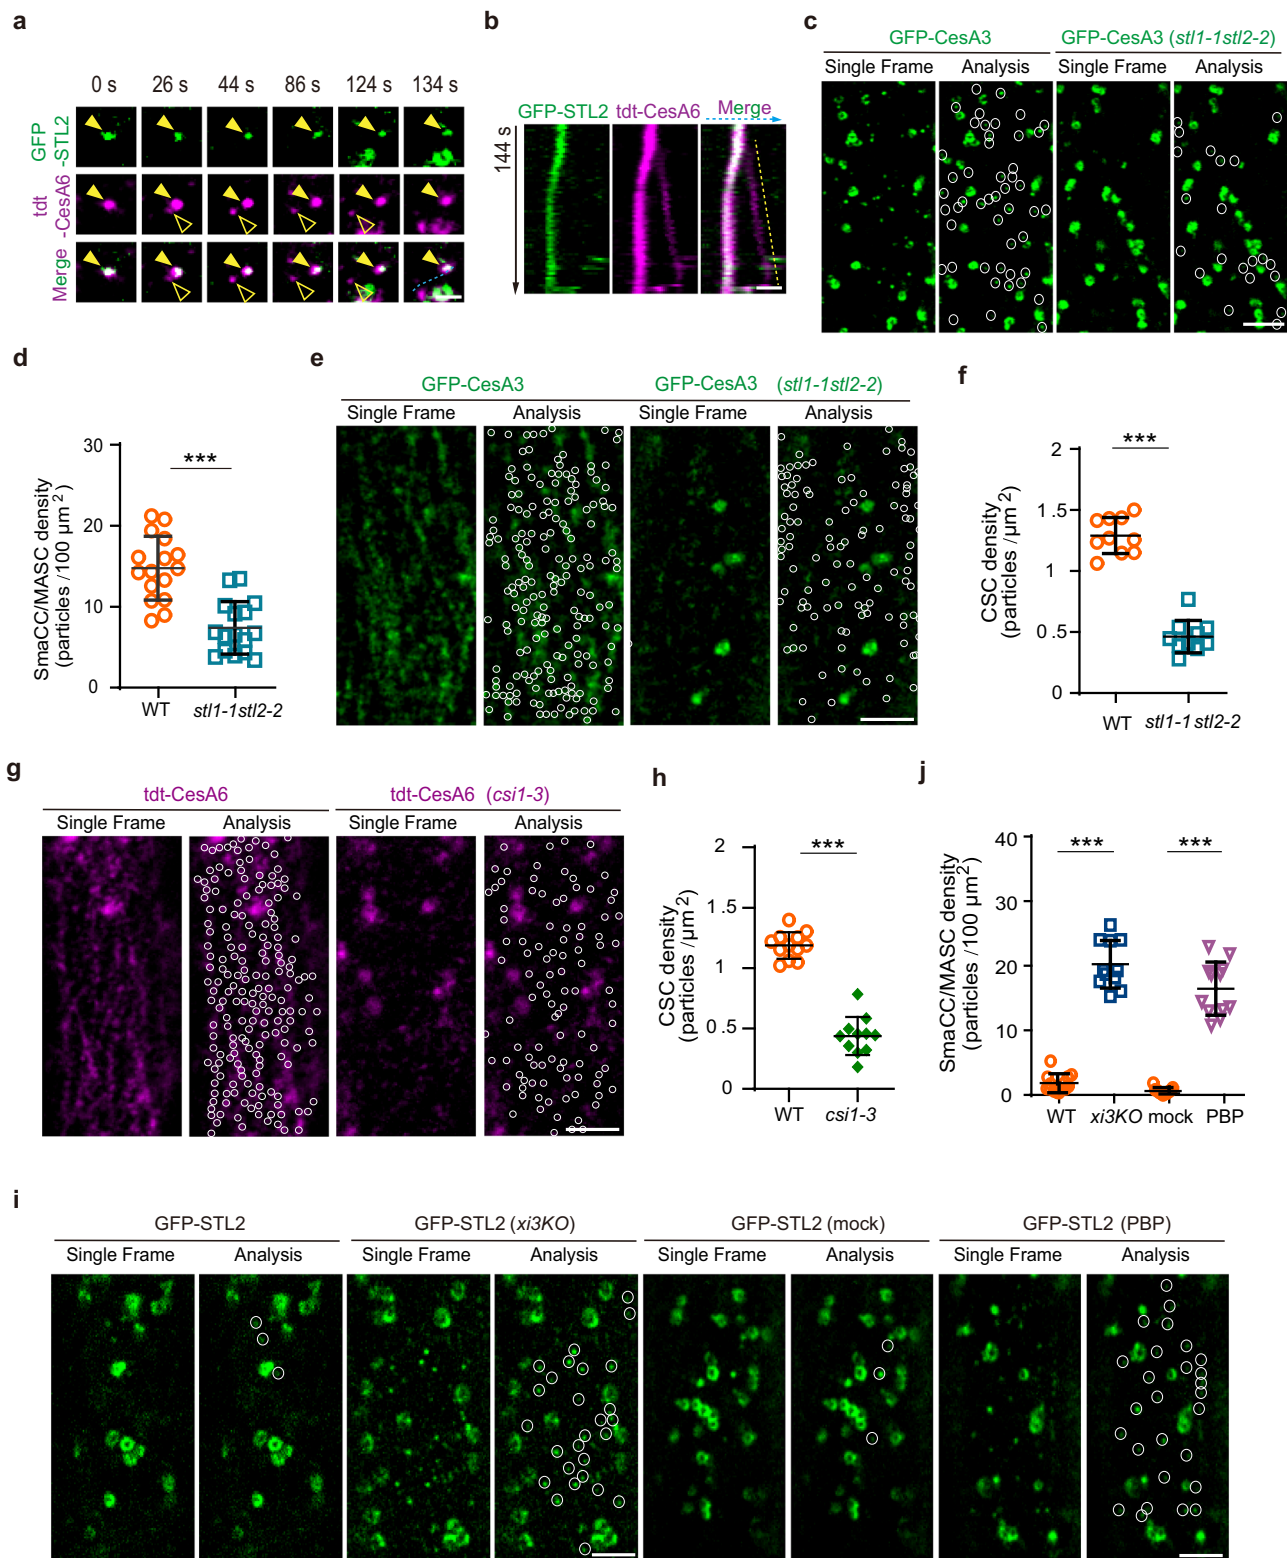 a
0 s 26 s 44 s 86 s 124 s 134 s
GFP
-STL2
tdt
-CesA6
Merge
b
GFP-STL2 tdt-CesA6 Merge
144 s
c
GFP-CesA3 GFP-CesA3 (stl1-1stl2-2)
Single Frame Analysis Single Frame Analysis
d
SmaCC/MASC density
(particles /100 µm2)
30
20
10
0
***
WT stl1-1stl2-2
e
GFP-CesA3 GFP-CesA3 (stl1-1stl2-2)
Single Frame Analysis Single Frame Analysis
f
CSC density
(particles /µm2)
2
1.5
1
0.5
0
***
WT stl1-1 stl2-2
g
tdt-CesA6 tdt-CesA6 (csi1-3)
Single Frame Analysis Single Frame Analysis
h
CSC density
(particles /µm2)
2
1.5
1
0.5
0
***
WT csi1-3
j
SmaCC/MASC density
(particles /100 µm2)
40
30
20
10
0
*** ***
WT xi3KO mock PBP
i
GFP-STL2 GFP-STL2 (xi3KO) GFP-STL2 (mock) GFP-STL2 (PBP)
Single Frame Analysis Single Frame Analysis Single Frame Analysis Single Frame Analysis